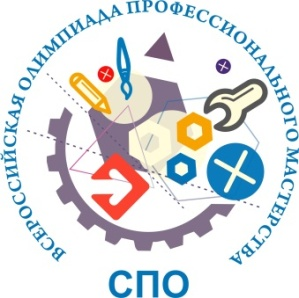 ВСЕРОССИЙСКАЯ ОЛИМПИАДА ПРОФЕССИОНАЛЬНОГО МАСТЕРСТВА
СПО